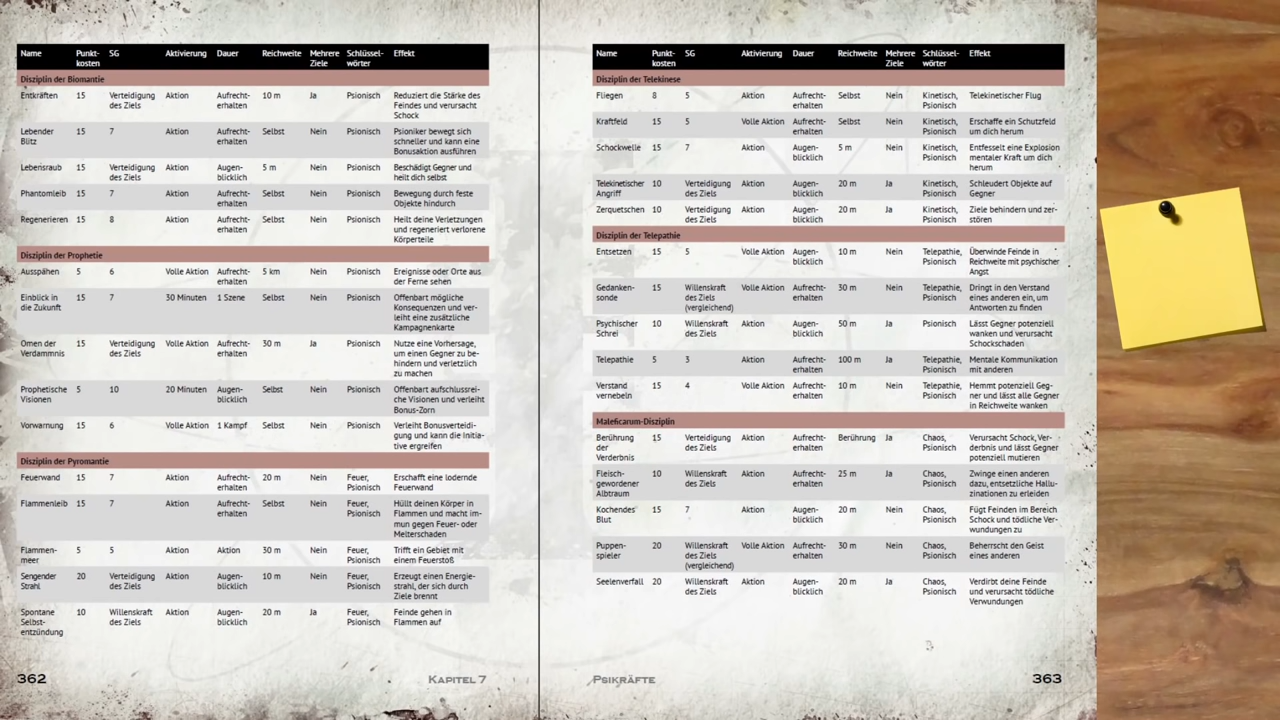 Name Punkt- SG Aktivierung Dauer Reichweite Mehrere Schlüssel- Effekt
kosten Ziele wörter
Disziplin der Biomantie
Entkräften 15 Verteidigung Aktion Aufrecht- 10 m Ja Psionisch Reduziert die Stärke des
des Ziels erhalten Feindes und verursacht
Schock
Lebender 15 7 Aktion Aufrecht- Selbst Nein Psionisch Psioniker bewegt sich
Blitz erhalten schneller und kann eine
Bonusaktion ausführen
Lebensraub 15 Verteidigung Aktion Augen- 5 m Nein Psionisch Beschädigt Gegner und
des Ziels blicklich heilt dich selbst
Phantomleib 15 7 Aktion Aufrecht- Selbst Nein Psionisch Bewegung durch feste
erhalten Objekte hindurch
Regenerieren 15 8 Aktion Aufrecht- Selbst Nein Psionisch Heilt deine Verletzungen
erhalten und regeneriert verlorene
Körperteile
Disziplin der Prophetie
Ausspähen 5 6 Volle Aktion Aufrecht- 5 km Nein Psionisch Ereignisse oder Orte aus
erhalten der Ferne sehen
Einblick in 15 7 30 Minuten 1 Szene Selbst Nein Psionisch Offenbart mögliche
die Zukunft Konsequenzen und ver-
leiht eine zusätzliche
Kampagnenkarte
Omen der 15 Verteidigung Volle Aktion Aufrecht- 30 m Ja Psionisch Nutze eine Vorhersage,
Verdammnis des Ziels erhalten um einen Gegner zu be-
hindern und verletzlich
zu machen
Prophetische 5 10 20 Minuten Augen- Selbst Nein Psionisch Offenbart aufschlussrei-
Visionen blicklich che Visionen und verleiht
Bonus-Zorn
Vorwarnung 15 6 Volle Aktion 1 Kampf Selbst Nein Psionisch Verleiht Bonusverteidi-
gung und kann die Initia-
tive ergreifen
Disziplin der Pyromantie
Feuerwand 15 7 Aktion Aufrecht- 20 m Nein Feuer, Erschafft eine lodernde
erhalten Psionisch Feuerwand
Flammenleib 15 7 Aktion Aufrecht- Selbst Nein Feuer, Hüllt deinen Körper in
erhalten Psionisch Flammen und macht im-
mun gegen Feuer- oder
Melterschaden
Flammen- 5 5 Aktion Aktion 30 m Nein Feuer, Trifft ein Gebiet mit
meer Psionisch einem Feuerstoß
Sengender 20 Verteidigung Aktion Augen- 10 m Nein Feuer, Erzeugt einen Energie-
Strahl des Ziels blicklich Psionisch strahl, der sich durch
Ziele brennt
Spontane 10 Willenskraft Aktion Augen- 20 m Ja Feuer, Feinde gehen in
Selbst- des Ziels blicklich Psionisch Flammen auf
entzündung
362 Kapitel 7
Name Punkt- SG Aktivierung Dauer Reichweite Mehrere Schlüssel- Effekt
kosten Ziele wörter
Disziplin der Telekinese
Fliegen 8 5 Aktion Aufrecht- Selbst Nein Kinetisch, Telekinetischer Flug
erhalten Psionisch
Kraftfeld 15 5 Volle Aktion Aufrecht- Selbst Nein Kinetisch, Erschaffe ein Schutzfeld
erhalten Psionisch um dich herum
Schockwelle 15 7 Aktion Augen- 5 m Nein Kinetisch, Entfesselt eine Explosion
blicklich Psionisch mentaler Kraft um dich
herum
Telekinetischer 10 Verteidigung Aktion Augen- 20 m Ja Kinetisch, Schleudert Objekte auf
Angriff des Ziels blicklich Psionisch Gegner
Zerquetschen 10 Verteidigung Aktion Augen- 20 m Ja Kinetisch, Ziele behindern und zer-
des Ziels blicklich Psionisch stören
Disziplin der Telepathie
Entsetzen 15 5 Volle Aktion Augen- 10 m Nein Telepathie, Überwinde Feinde in
blicklich Psionisch Reichweite mit psychischer
Angst
Gedanken- 15 Willenskraft Volle Aktion Aufrecht- 30 m Nein Telepathie, Dringt in den Verstand
sonde des Ziels erhalten Psionisch eines anderen ein, um
(vergleichend) Antworten zu finden
Psychischer 10 Willenskraft Aktion Augen- 50 m Ja Psionisch Lässt Gegner potenziell
Schrei des Ziels blicklich wanken und verursacht
Schockschaden
Telepathie 5 3 Aktion Aufrecht- 100 m Ja Telepathie, Mentale Kommunikation
erhalten Psionisch mit anderen
Verstand 15 4 Volle Aktion Aufrecht- 10 m Nein Telepathie, Hemmt potenziell Geg-
vernebeln erhalten Psionisch ner und lässt alle Gegner
in Reichweite wanken
Maleficarum-Disziplin
Berührung 15 Verteidigung Aktion Aufrecht- Berührung Ja Chaos, Verursacht Schock, Ver-
der des Ziels erhalten Psionisch derbnis und lässt Gegner
Verderbnis potenziell mutieren
Fleisch- 10 Willenskraft Aktion Aufrecht- 25 m Ja Chaos, Zwinge einen anderen
gewordener des Ziels erhalten Psionisch dazu, entsetzliche Hallu-
Albtraum zinationen zu erleiden
Kochendes 15 7 Aktion Augen- 20 m Nein Chaos, Fügt Feinden im Bereich
Blut blicklich Psionisch Schock und tödliche Ver-
wundungen zu
Puppen- 20 Willenskraft Volle Aktion Aufrecht- 30 m Nein Chaos, Beherrscht den Geist
spieler des Ziels erhalten Psionisch eines anderen
(vergleichend)
Seelenverfall 20 Willenskraft Aktion Augen- 20 m Ja Chaos, Verdirbt deine Feinde
des Ziels blicklich Psionisch und verursacht tödliche
Verwundungen
Psikräfte 363